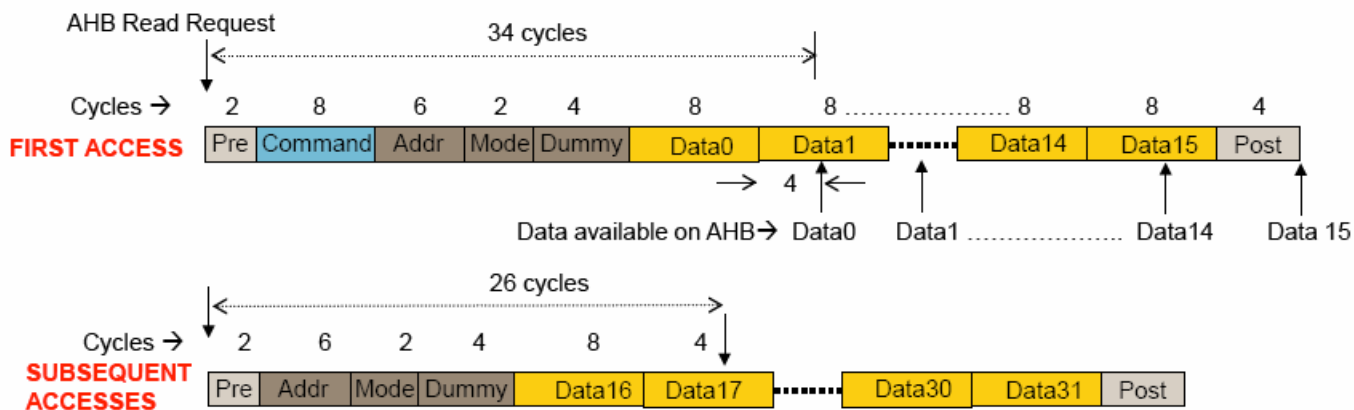 AHB Read Request
34 cycles
Cycles → 2 8 6 2 4 8 8 ..................... 8 8 4
FIRST ACCESS Pre Command Addr Mode Dummy Data0 Data1 Data14 Data15 Post
4
Data available on AHB→ Data0 Data1 ..................... Data14 Data 15
26 cycles
Cycles → 2 6 2 4 8 4
SUBSEQUENT
ACCESSES Pre Addr Mode Dummy Data16 Data17 Data30 Data31 Post